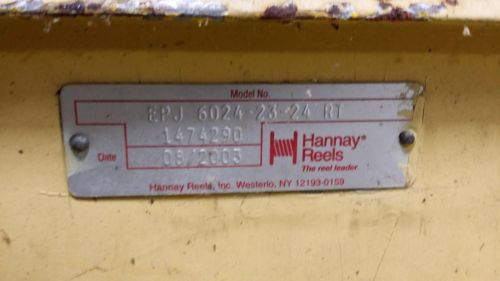 Model No.
EPJ 6024-23-24 RT
1474290
Date 06/2005
Hannay®
Reels
The reel leader
Hannay Reels, Inc. Westerlo, NY 12193-0159